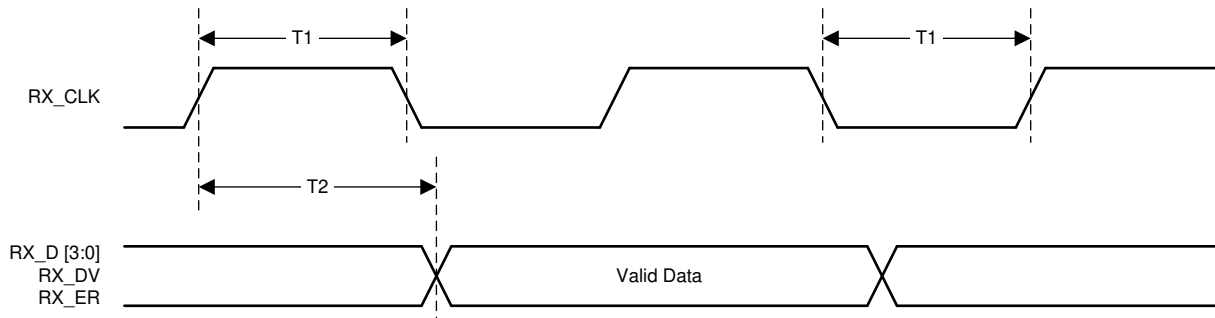 T1
T1
RX_CLK
T2
RX_D [3:0]
RX_DV
Valid Data
RX_ER